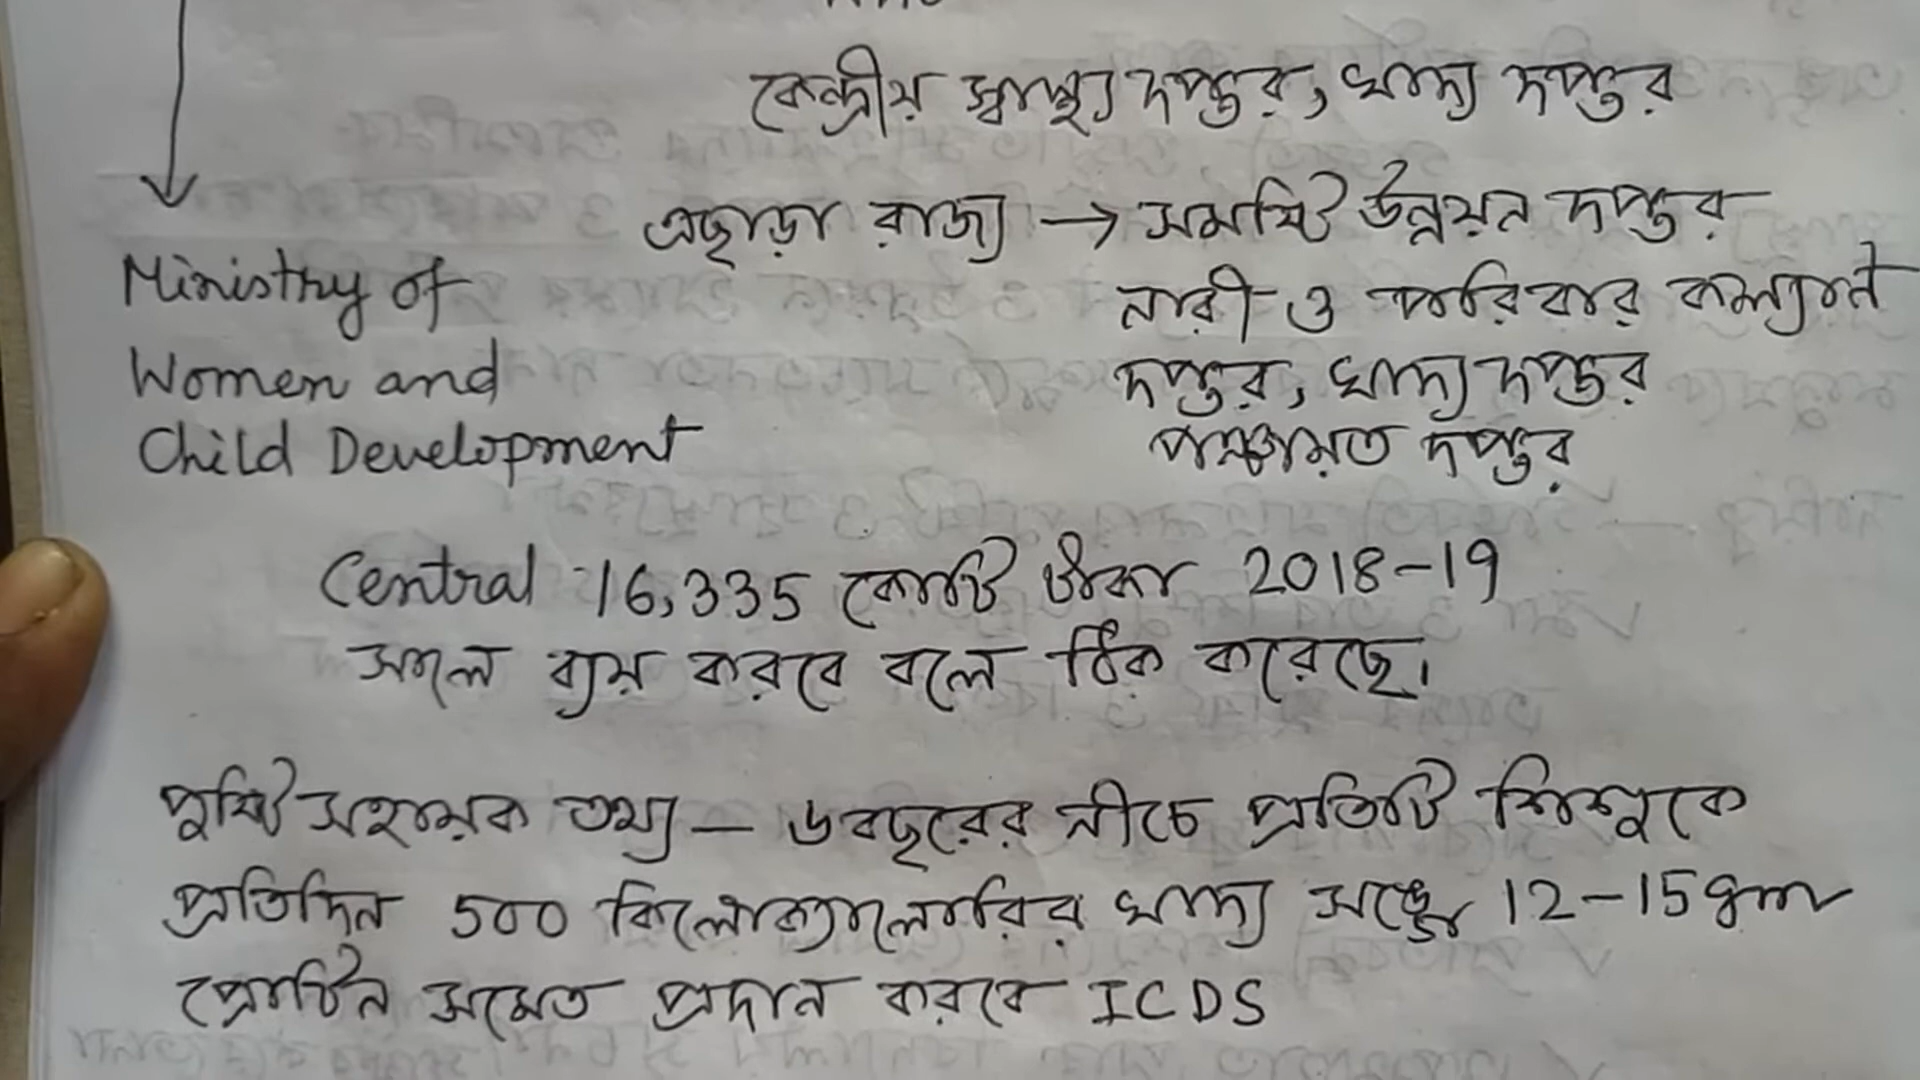 কেন্দ্রীয় স্বাস্থ্য দপ্তর, খাদ্য দপ্তর
এছাড়া রাজ্য → সমষ্টি উন্নয়ন দপ্তর
নারী ও পরিবার কল্যান
দপ্তর, খাদ্য দপ্তর
পঞ্চায়ত দপ্তর
Ministry of
Women and
Child Development
Central 16,335 কোটি টাকা 2018-19
সালে ব্যয় করবে বলে ঠিক করেছে।
পুষ্টি সহায়ক তথ্য — ৬ বছরের নীচে প্রতিটি শিশুকে
প্রতিদিন 500 কিলোক্যালোরির খাদ্য সঙ্গে 12-15 gm
প্রোটিন সমেত প্রদান করবে ICDS